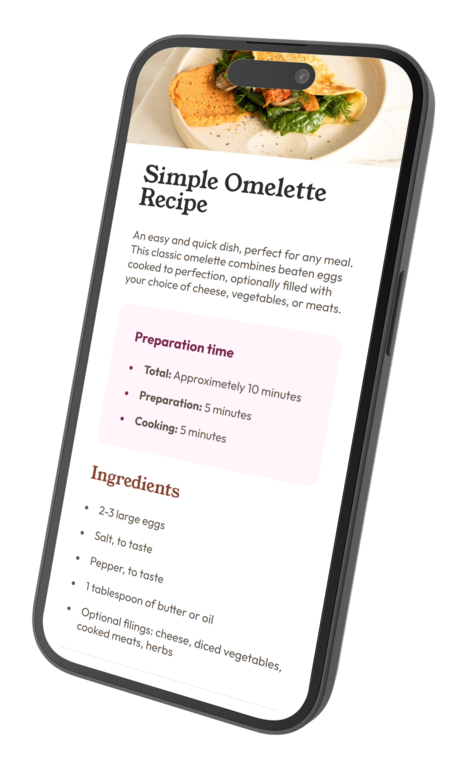 Simple Omelette
Recipe
An easy and quick dish, perfect for any meal.
This classic omelette combines beaten eggs
cooked to perfection, optionally filled with
your choice of cheese, vegetables, or meats.
Preparation time
• Total: Approximately 10 minutes
• Preparation: 5 minutes
• Cooking: 5 minutes
Ingredients
• 2-3 large eggs
• Salt, to taste
• Pepper, to taste
• 1 tablespoon of butter or oil
• Optional filings: cheese, diced vegetables,
cooked meats, herbs